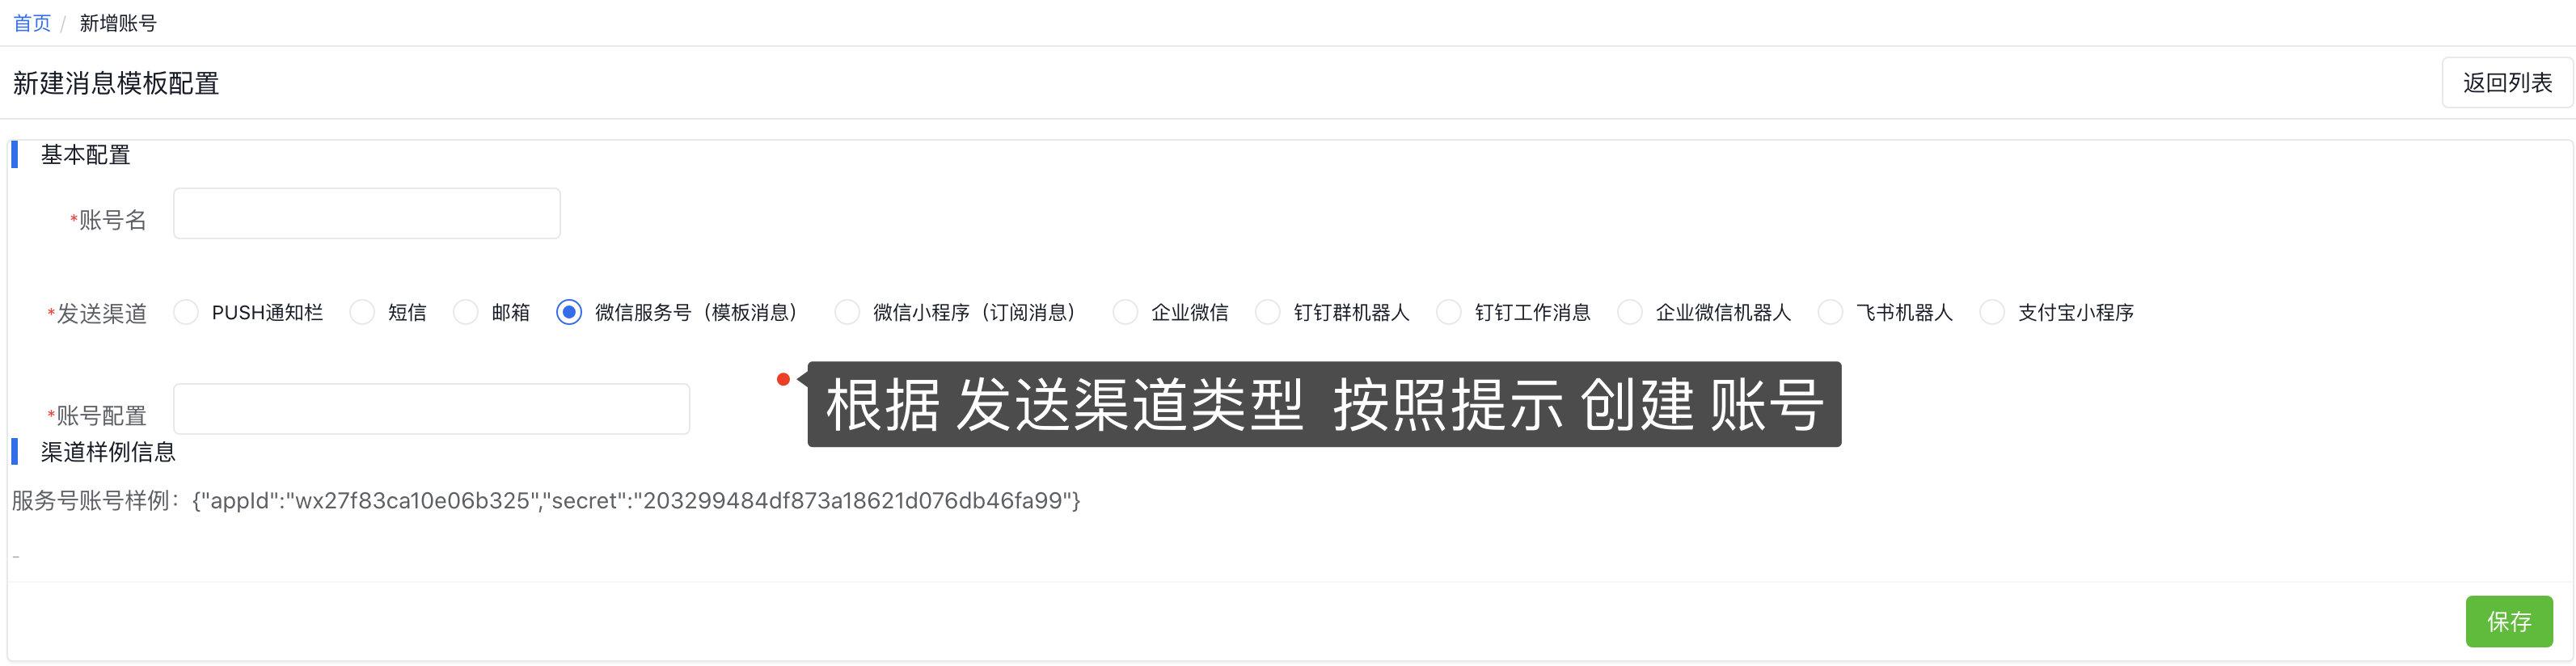 首页 / 新增账号
新建消息模板配置
返回列表
基本配置
*账号名
*发送渠道 PUSH通知栏 短信 邮箱 微信服务号（模板消息） 微信小程序（订阅消息） 企业微信 钉钉群机器人 钉钉工作消息 企业微信机器人 飞书机器人 支付宝小程序
根据 发送渠道类型 按照提示 创建 账号
*账号配置
渠道样例信息
服务号账号样例：{"appId":"wx27f83ca10e06b325","secret":"203299484df873a18621d076db46fa99"}
-
保存